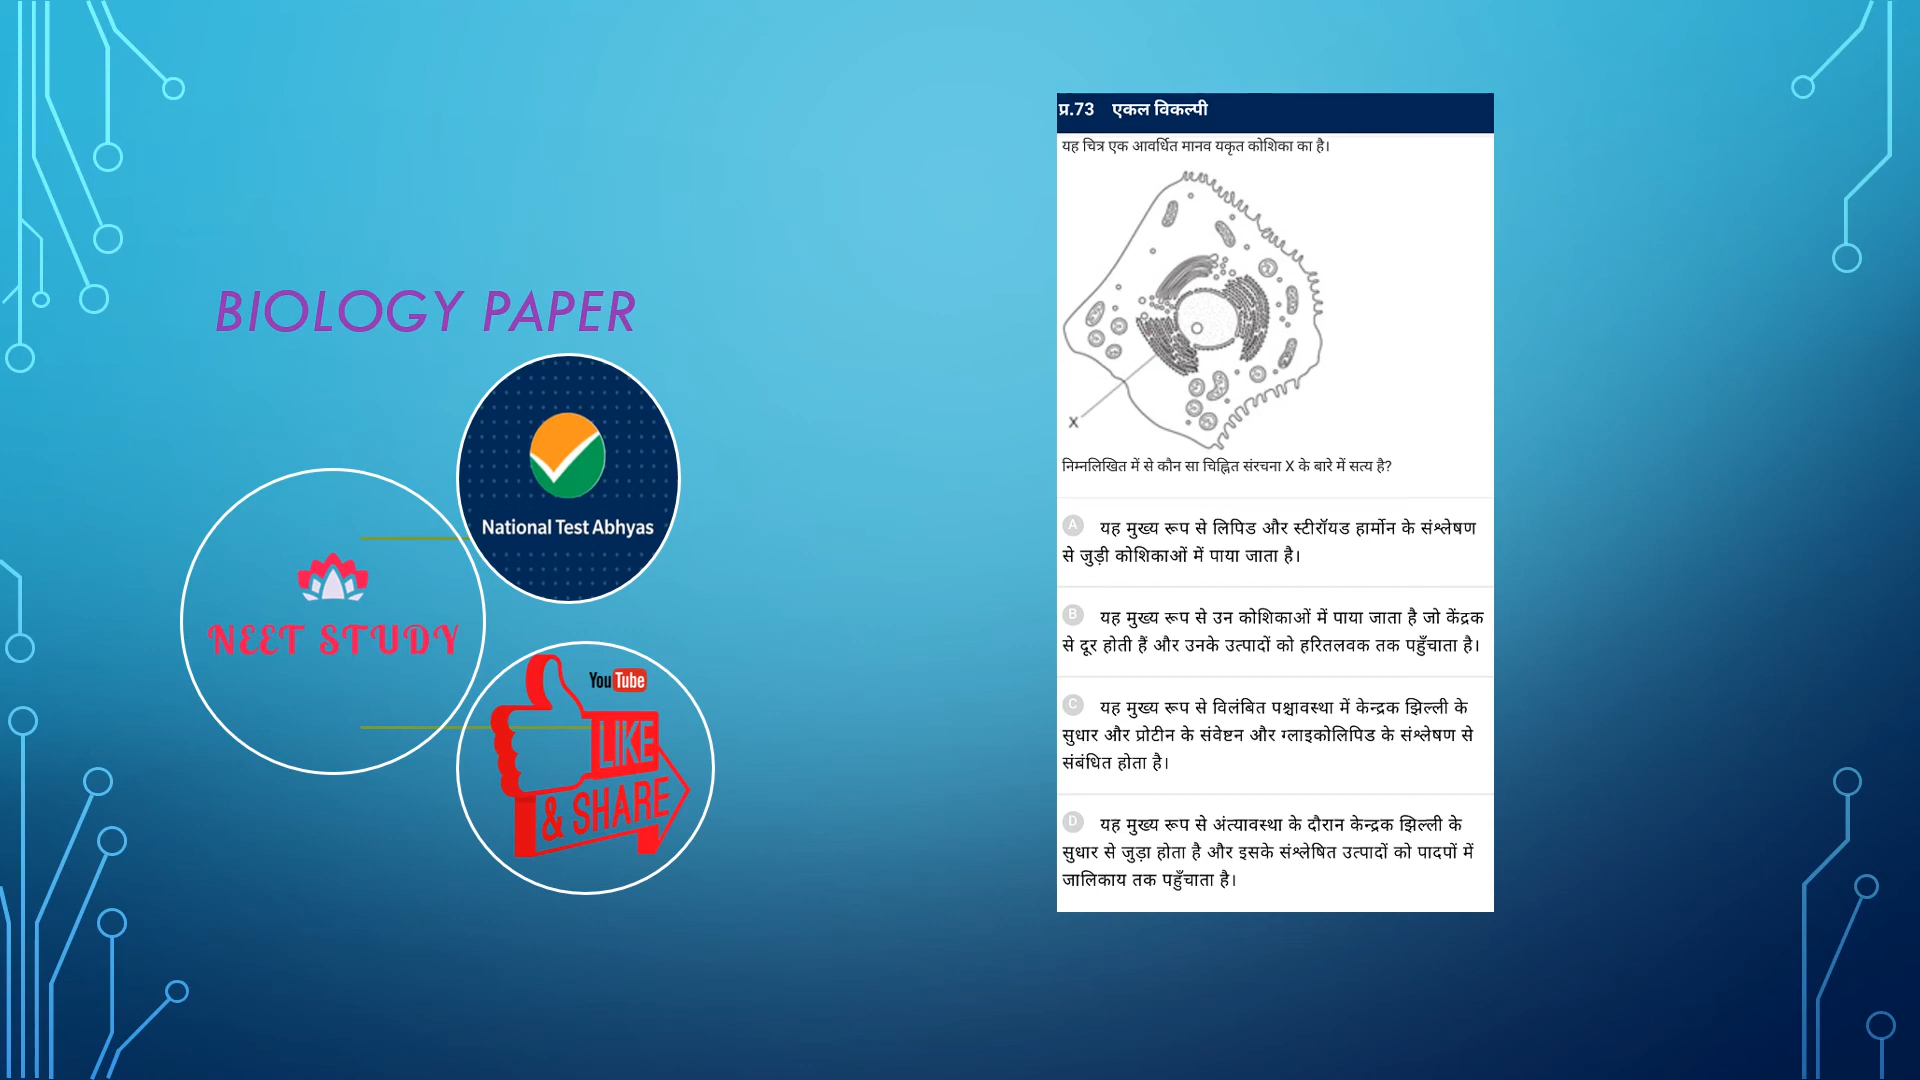 BIOLOGY PAPER
National Test Abhyas
NEET STUDY
You Tube
LIKE
& SHARE
प्र.73 एकल विकल्पी
यह चित्र एक आवर्धित मानव यकृत कोशिका का है।
X
निम्नलिखित में से कौन सा चिह्नित संरचना X के बारे में सत्य है?
A यह मुख्य रूप से लिपिड और स्टीरॉयड हार्मोन के संश्लेषण
से जुड़ी कोशिकाओं में पाया जाता है।
B यह मुख्य रूप से उन कोशिकाओं में पाया जाता है जो केंद्रक
से दूर होती हैं और उनके उत्पादों को हरितलवक तक पहुँचाता है।
C यह मुख्य रूप से विलंबित पश्चावस्था में केन्द्रक झिल्ली के
सुधार और प्रोटीन के संवेष्टन और ग्लाइकोलिपिड के संश्लेषण से
संबंधित होता है।
D यह मुख्य रूप से अंत्यावस्था के दौरान केन्द्रक झिल्ली के
सुधार से जुड़ा होता है और इसके संश्लेषित उत्पादों को पादपों में
जालिकाय तक पहुँचाता है।